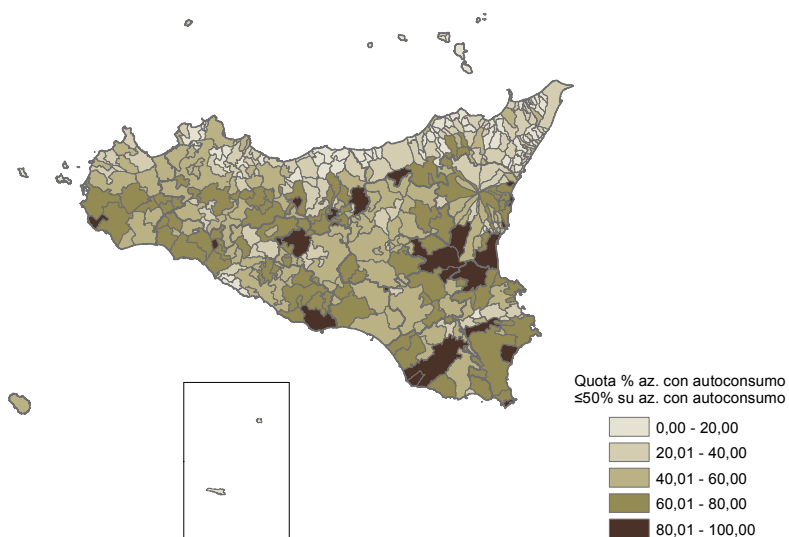 Quota % az. con autoconsumo
≤50% su az. con autoconsumo
0,00 - 20,00
20,01 - 40,00
40,01 - 60,00
60,01 - 80,00
80,01 - 100,00